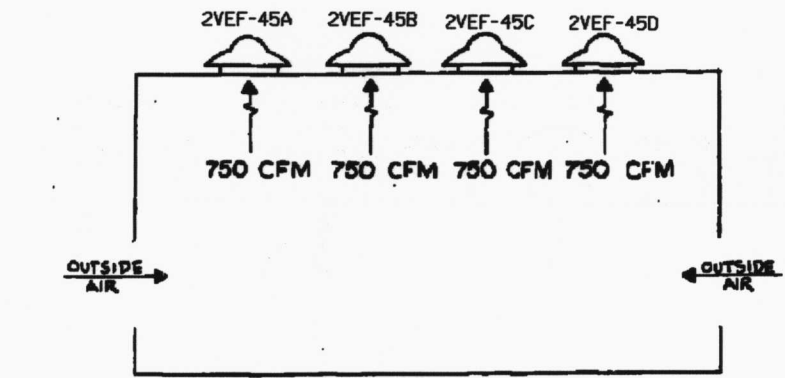 2VEF-45A 2VEF-45B 2VEF-45C 2VEF-45D
750 CFM 750 CFM 750 CFM 750 CFM
OUTSIDE OUTSIDE
AIR AIR